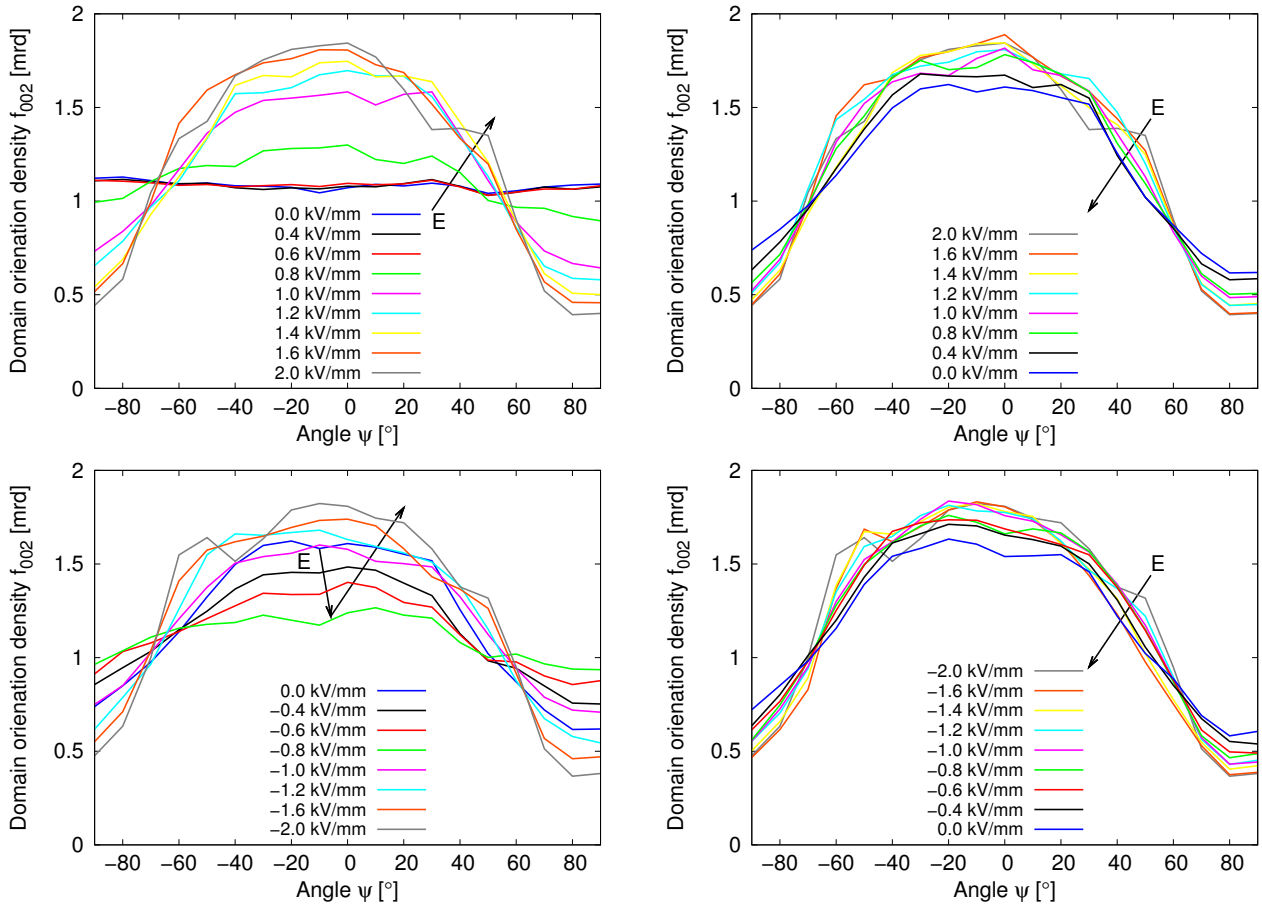 Domain orienation density f002 [mrd]
2
1.5
1
0.5
0
E
0.0 kV/mm
0.4 kV/mm
0.6 kV/mm
0.8 kV/mm
1.0 kV/mm
1.2 kV/mm
1.4 kV/mm
1.6 kV/mm
2.0 kV/mm
−80 −60 −40 −20 0 20 40 60 80
Angle ψ [°]
Domain orienation density f002 [mrd]
2
1.5
1
0.5
0
E
2.0 kV/mm
1.6 kV/mm
1.4 kV/mm
1.2 kV/mm
1.0 kV/mm
0.8 kV/mm
0.4 kV/mm
0.0 kV/mm
−80 −60 −40 −20 0 20 40 60 80
Angle ψ [°]
Domain orienation density f002 [mrd]
2
1.5
1
0.5
0
E
0.0 kV/mm
−0.4 kV/mm
−0.6 kV/mm
−0.8 kV/mm
−1.0 kV/mm
−1.2 kV/mm
−1.6 kV/mm
−2.0 kV/mm
−80 −60 −40 −20 0 20 40 60 80
Angle ψ [°]
Domain orienation density f002 [mrd]
2
1.5
1
0.5
0
E
−2.0 kV/mm
−1.6 kV/mm
−1.4 kV/mm
−1.2 kV/mm
−1.0 kV/mm
−0.8 kV/mm
−0.6 kV/mm
−0.4 kV/mm
0.0 kV/mm
−80 −60 −40 −20 0 20 40 60 80
Angle ψ [°]